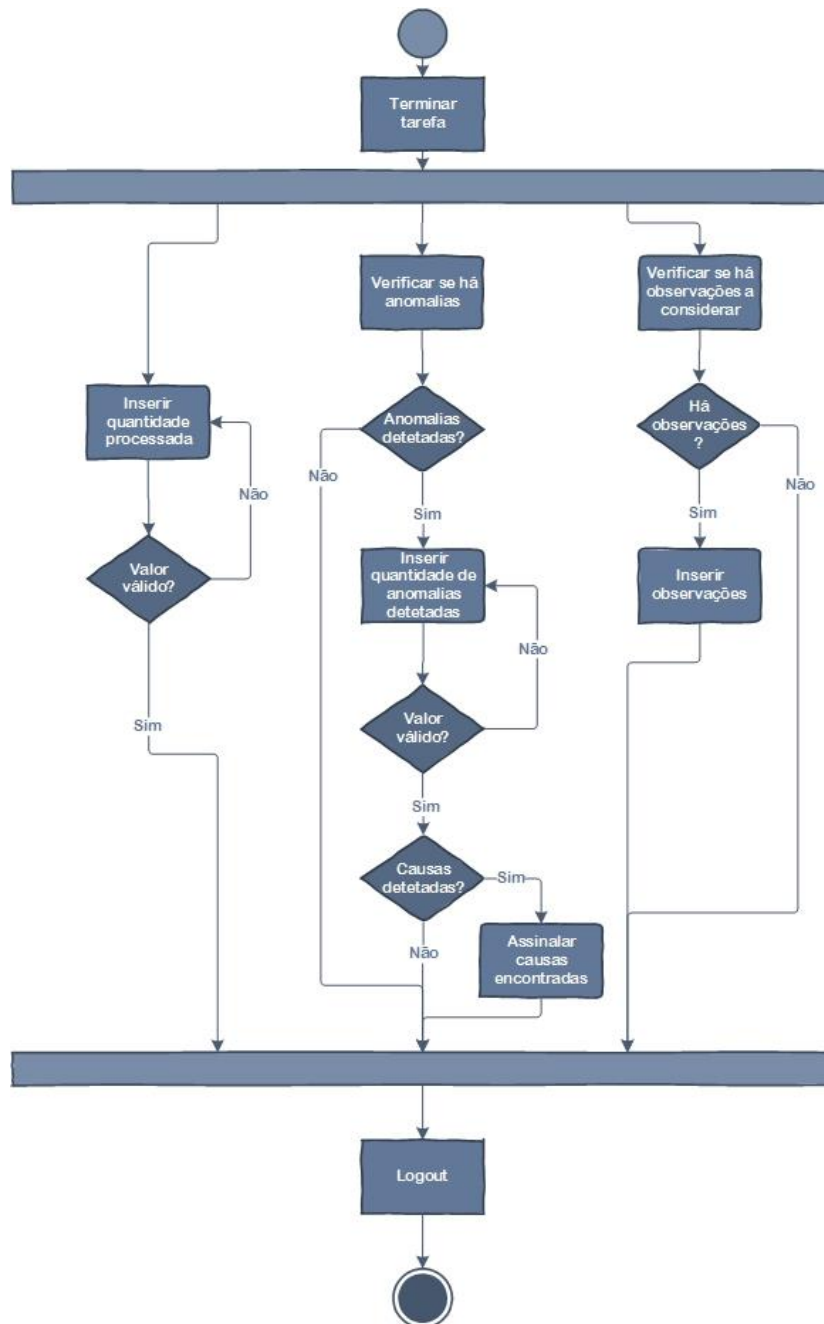 Terminar
tarefa
Verificar se há
anomalias
Verificar se há
observações a
considerar
Inserir
quantidade
processada
Anomalias
detetadas?
Há
observações
?
Não
Não
Não
Sim
Sim
Valor
válido?
Inserir
quantidade de
anomalias
detetadas
Inserir
observações
Não
Sim
Valor
válido?
Sim
Causas
detetadas?
Sim
Não
Assinalar
causas
encontradas
Logout